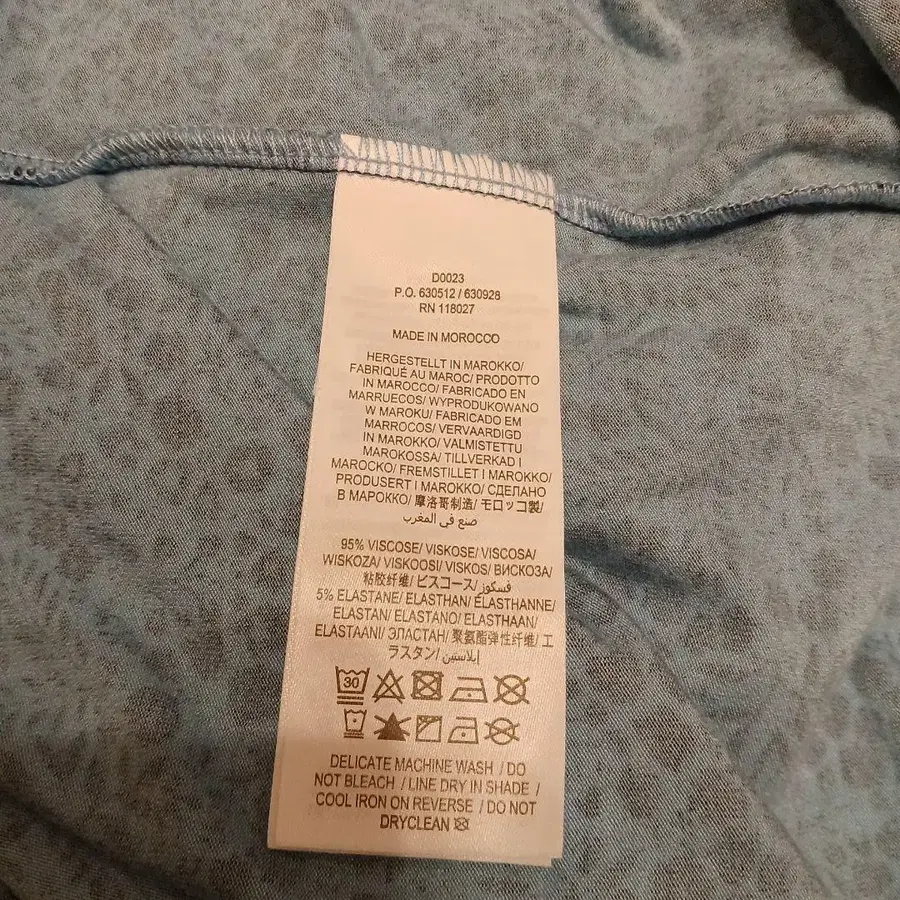 D0023
P.O. 630512 / 630928
RN 118027
MADE IN MOROCCO
HERGESTELLT IN MAROKKO/
FABRIQUÉ AU MAROC/ PRODOTTO
IN MAROCCO/ FABRICADO EN
MARRUECOS/ WYPRODUKOWANO
W MAROKU/ FABRICADO EM
MARROCOS/ VERVAARDIGD
IN MAROKKO/ VALMISTETTU
MAROKOSSA/ TILLVERKAD I
MAROCKO/ FREMSTILLET I MAROKKO/
PRODUSERT I MAROKKO/ СДЕЛАНО
В МАРОККО/ 摩洛哥制造/ モロッコ製/
صنع في المغرب
95% VISCOSE/ VISKOSE/ VISCOSA/
WISKOZA/ VISKOOSI/ VISKOS/ ВИСКОЗА/
粘胶纤维/ ビスコース/ فسكوز/
5% ELASTANE/ ELASTHAN/ ÉLASTHANNE/
ELASTAN/ ELASTANO/ ELASTHAAN/
ELASTAANI/ ЭЛАСТАН/ 聚氨酯弹性纤维/ エ
ラスタン/ إيلاستين/
30
DELICATE MACHINE WASH / DO
NOT BLEACH / LINE DRY IN SHADE /
COOL IRON ON REVERSE / DO NOT
DRYCLEAN